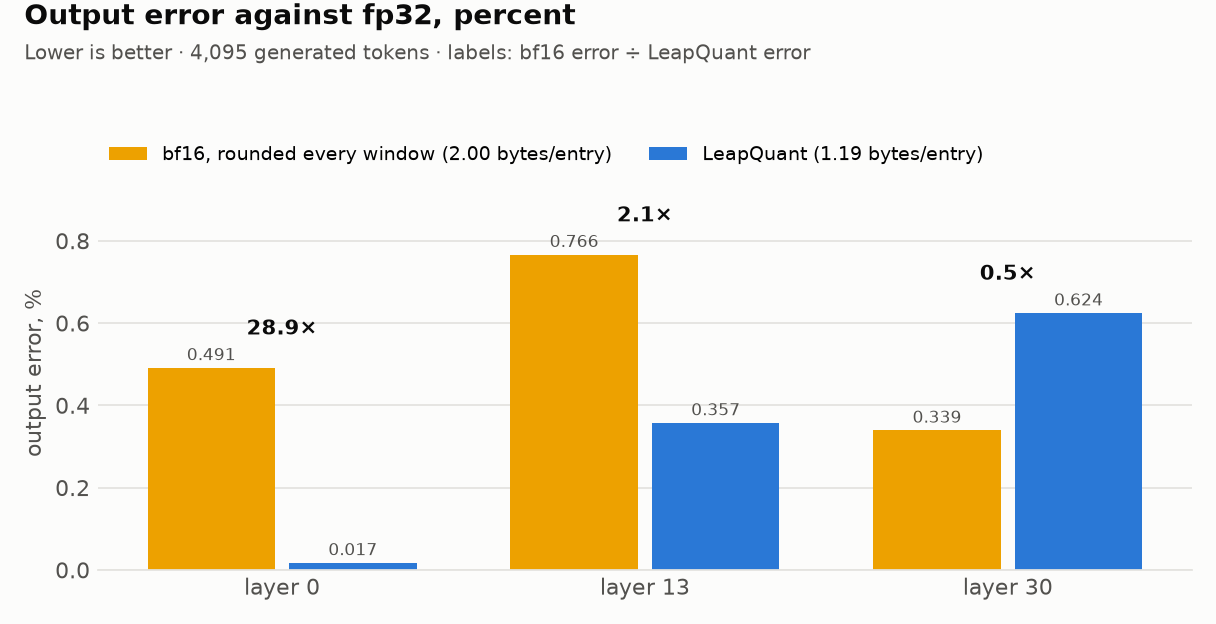 Output error against fp32, percent
Lower is better · 4,095 generated tokens · labels: bf16 error ÷ LeapQuant error
bf16, rounded every window (2.00 bytes/entry)
LeapQuant (1.19 bytes/entry)
output error, %
0.8
0.6
0.4
0.2
0.0
28.9×
0.491
0.017
2.1×
0.766
0.357
0.5×
0.339
0.624
layer 0
layer 13
layer 30